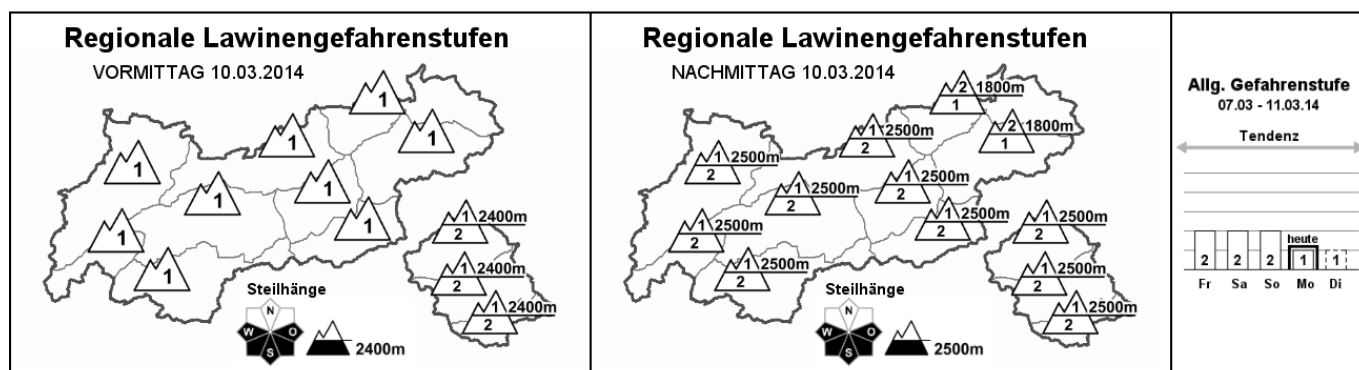 Regionale Lawinengefahrenstufen
VORMITTAG 10.03.2014
1
1
1
1
1
1
1
1
1
1 2400m
2
1 2400m
2
1 2400m
2
Steilhänge
N
W O
S
2400m
Regionale Lawinengefahrenstufen
NACHMITTAG 10.03.2014
2 1800m
1
2 1800m
1
1 2500m
2
1 2500m
2
1 2500m
2
1 2500m
2
1 2500m
2
1 2500m
2
1 2500m
2
1 2500m
2
1 2500m
2
1 2500m
2
Steilhänge
N
W O
S
2500m
Allg. Gefahrenstufe
07.03 - 11.03.14
Tendenz
heute
2 2 2 1 1
Fr Sa So Mo Di